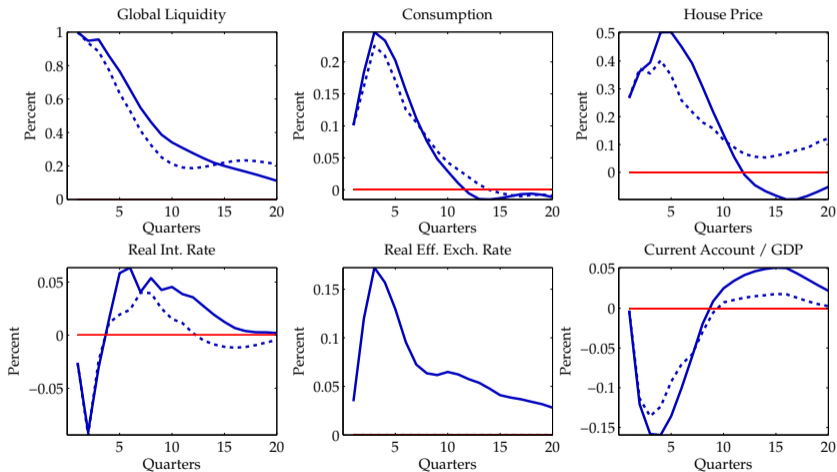 Global Liquidity
1
0.8
0.6
0.4
0.2
0
Percent
5 10 15 20
Quarters
Consumption
0.2
0.15
0.1
0.05
0
Percent
5 10 15 20
Quarters
House Price
0.5
0.4
0.3
0.2
0.1
0
Percent
5 10 15 20
Quarters
Real Int. Rate
0.05
0
−0.05
Percent
5 10 15 20
Quarters
Real Eff. Exch. Rate
0.15
0.1
0.05
0
Percent
5 10 15 20
Quarters
Current Account / GDP
0.05
0
−0.05
−0.1
−0.15
Percent
5 10 15 20
Quarters